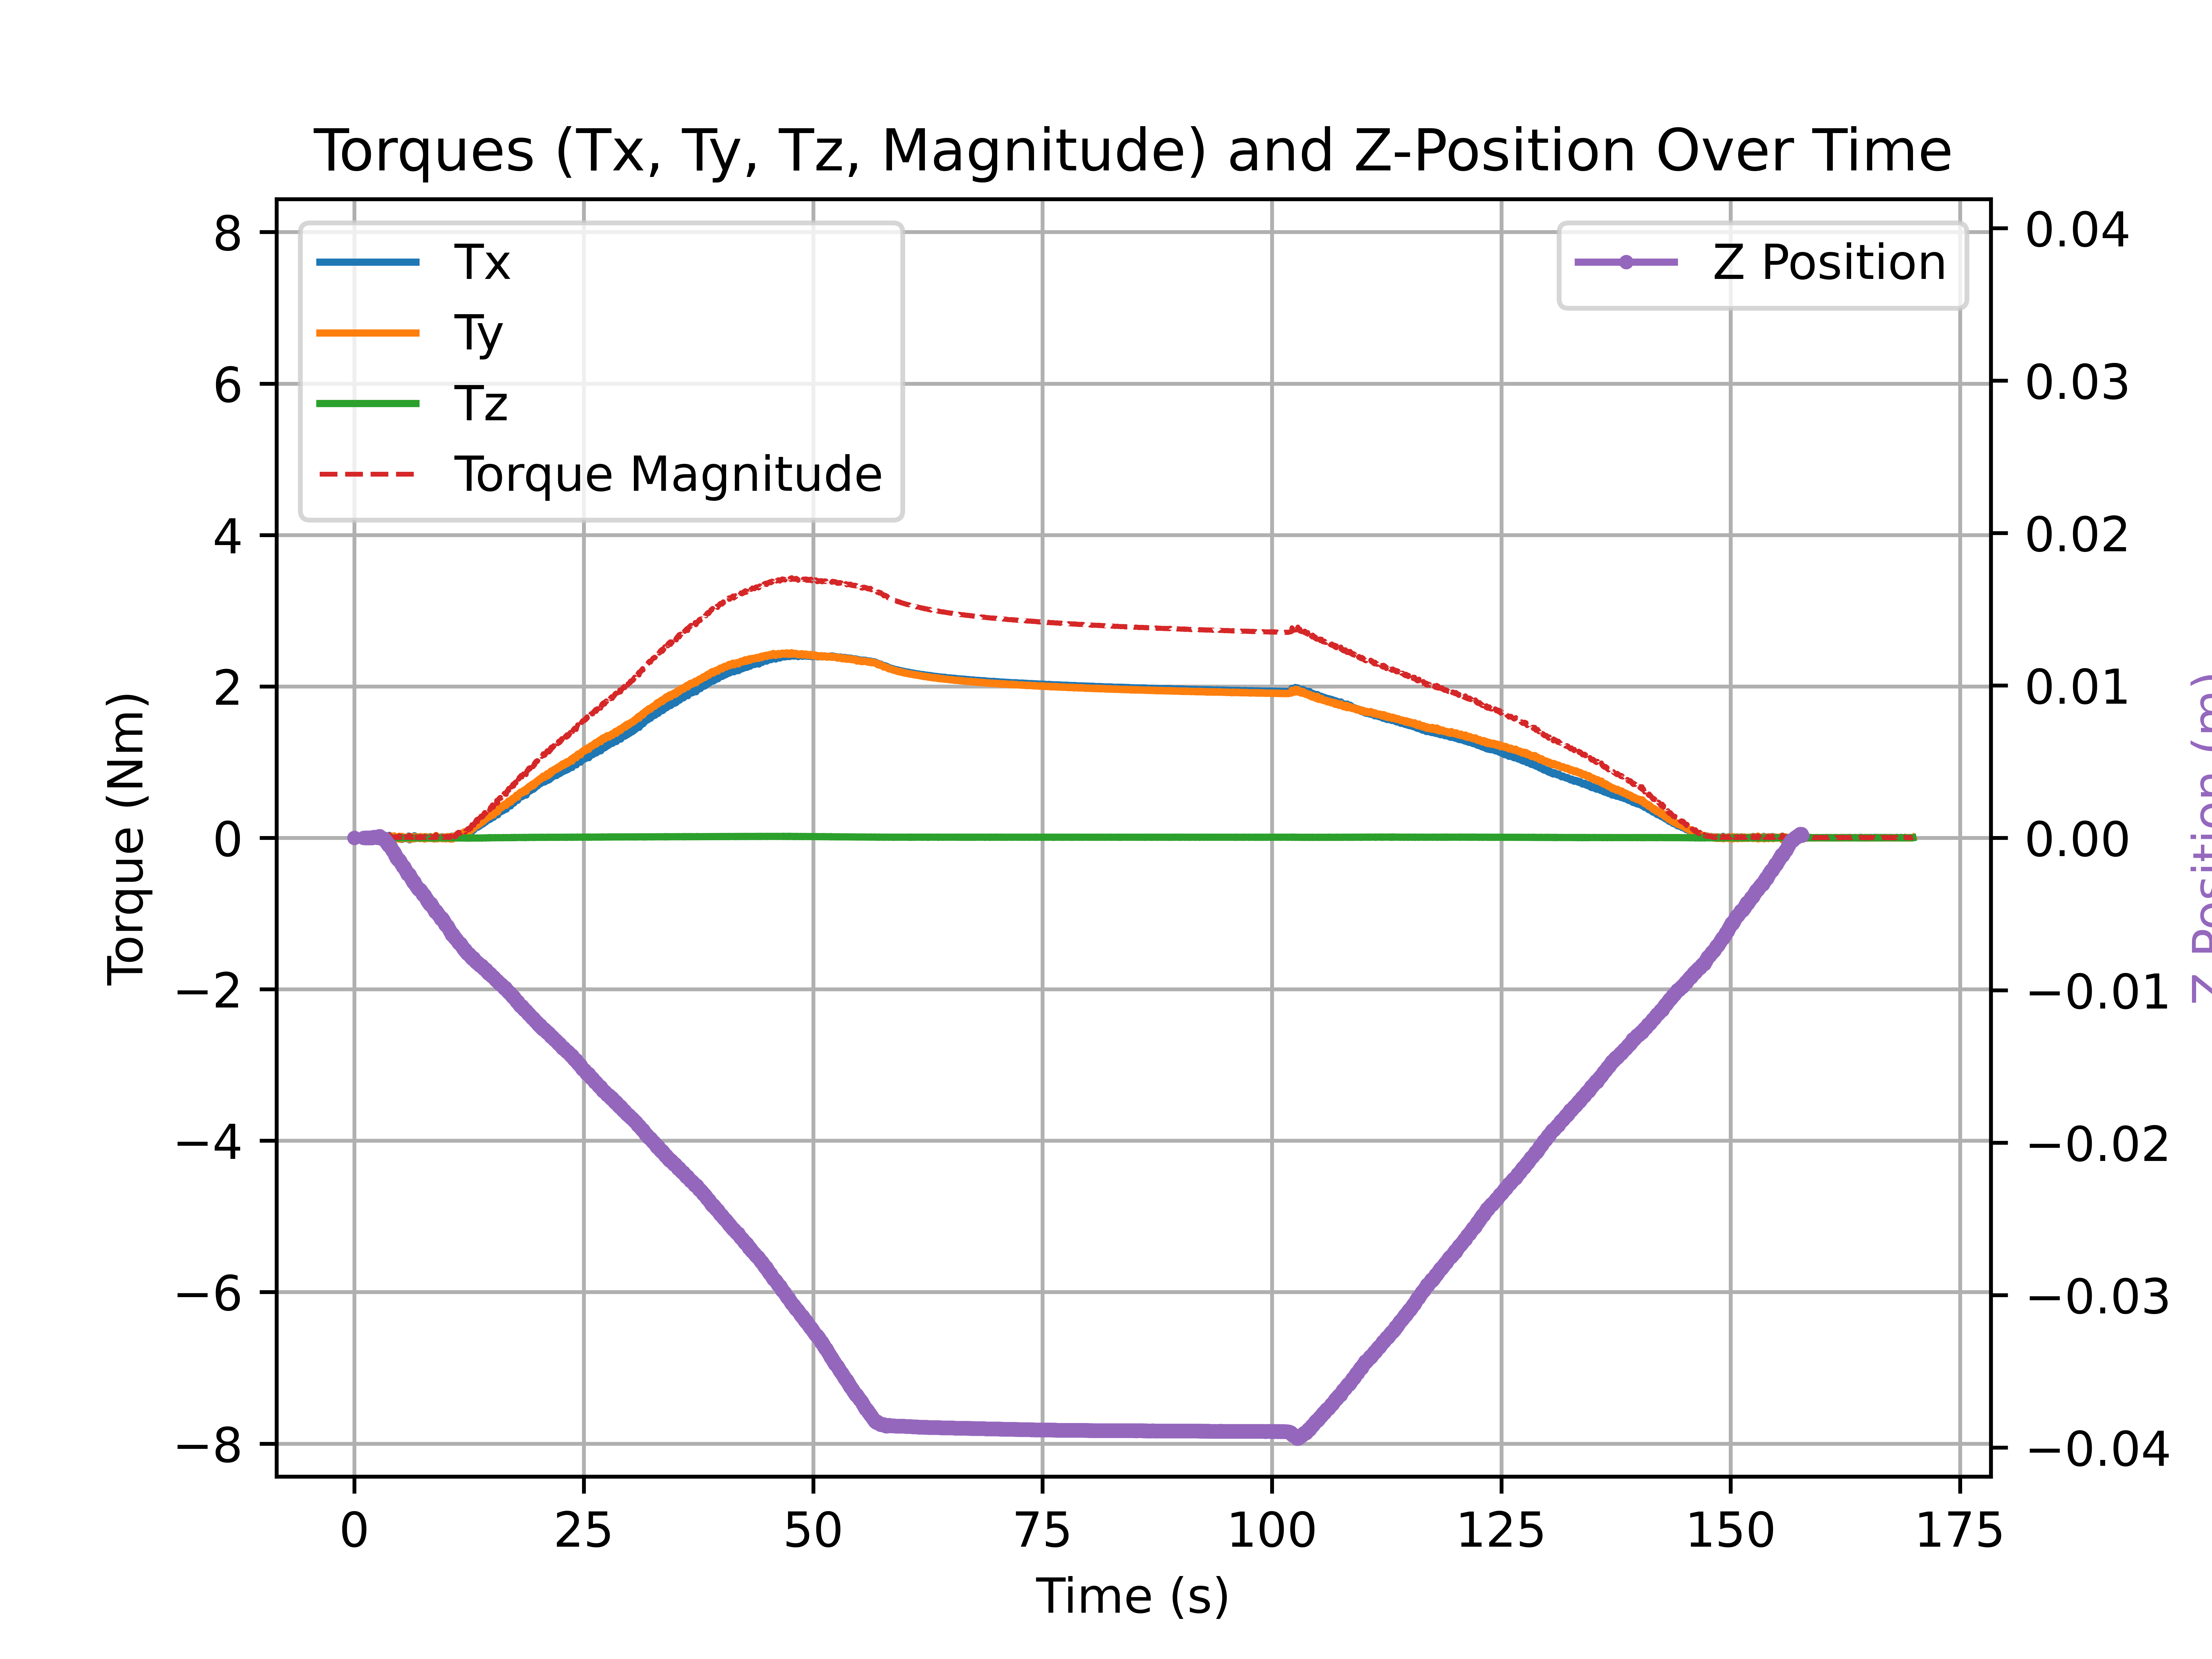 Torques (Tx, Ty, Tz, Magnitude) and Z-Position Over Time
Tx
Ty
Tz
Torque Magnitude
Z Position
8
6
4
2
0
−2
−4
−6
−8
Torque (Nm)
0.04
0.03
0.02
0.01
0.00
−0.01
−0.02
−0.03
−0.04
Z Position (m)
0 25 50 75 100 125 150 175
Time (s)